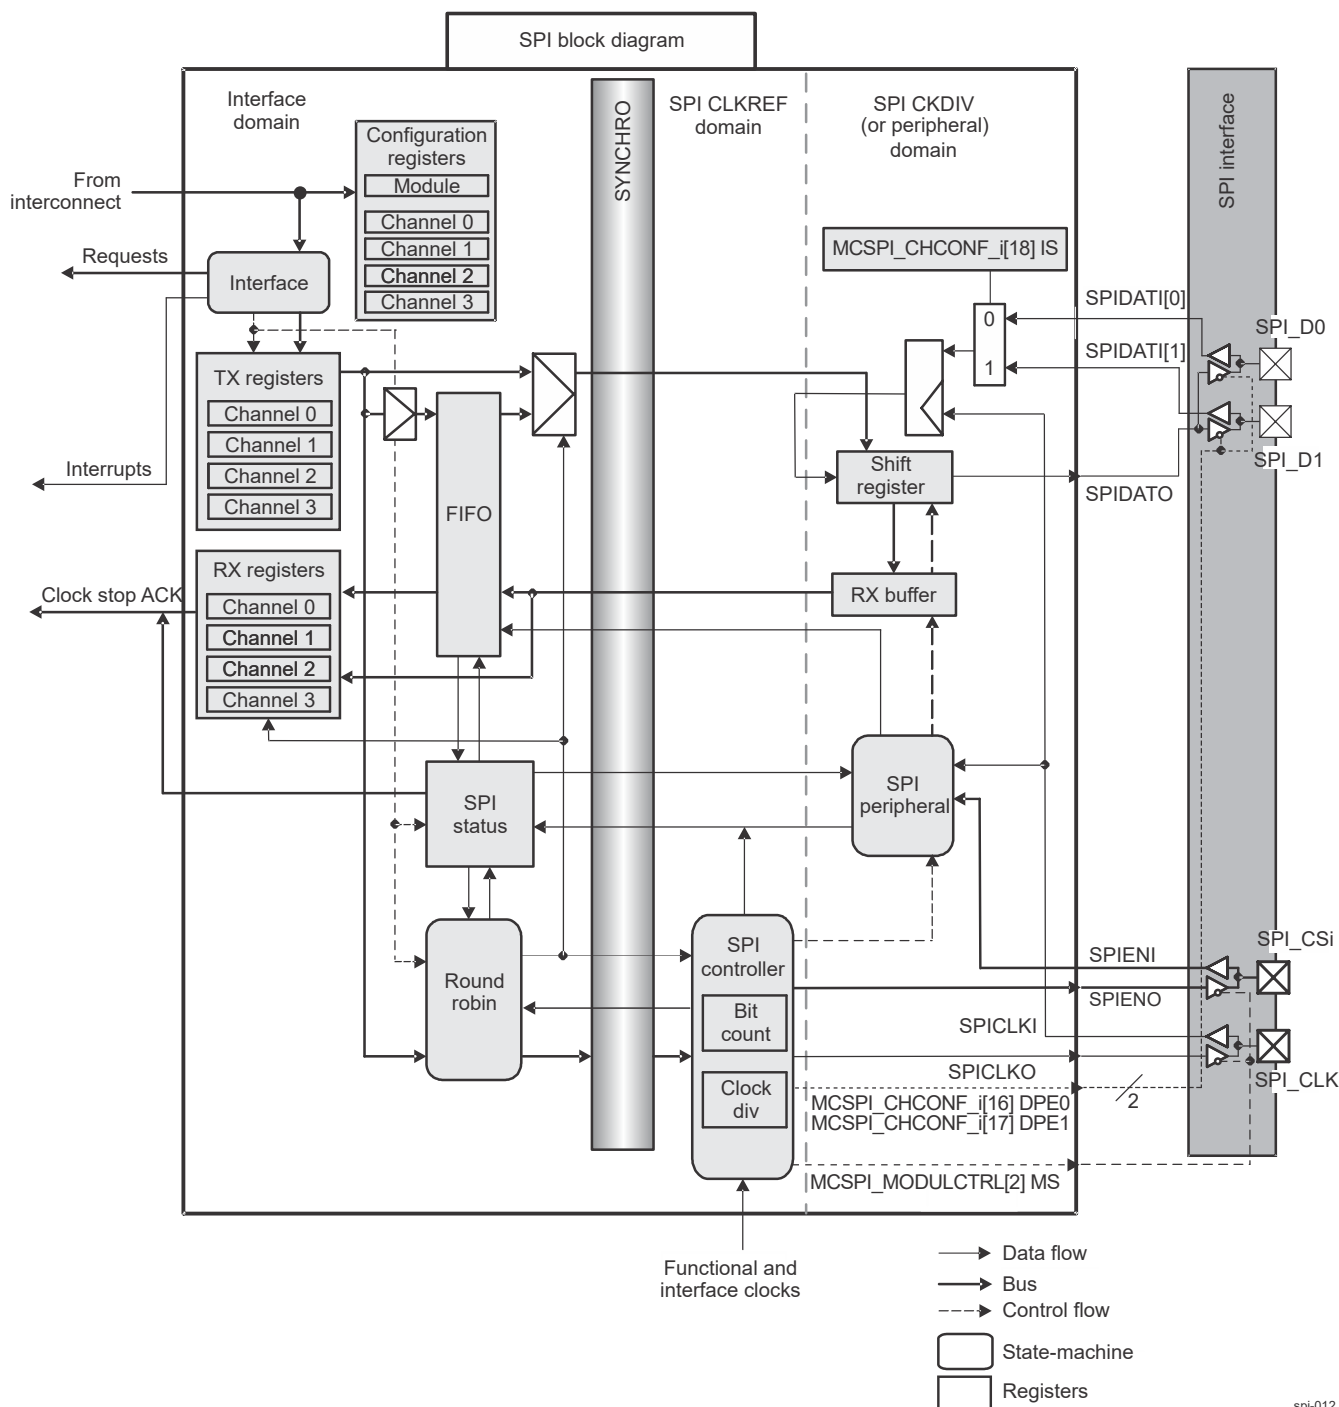 SPI block diagram
Interface
domain
SYNCHRO
SPI CLKREF
domain
SPI CKDIV
(or peripheral)
domain
SPI interface
Configuration
registers
Module
Channel 0
Channel 1
Channel 2
Channel 3
From
interconnect
Requests
Interface
Interrupts
TX registers
Channel 0
Channel 1
Channel 2
Channel 3
FIFO
RX registers
Channel 0
Channel 1
Channel 2
Channel 3
Clock stop ACK
MCSPI_CHCONF_i[18] IS
0
1
SPIDATI[0]
SPIDATI[1]
SPI_D0
SPI_D1
Shift
register
SPIDATO
RX buffer
SPI
status
SPI
peripheral
Round
robin
SPI
controller
Bit
count
Clock
div
SPI_CSi
SPIENI
SPIENO
SPICLKI
SPICLKO
SPI_CLK
2
MCSPI_CHCONF_i[16] DPE0
MCSPI_CHCONF_i[17] DPE1
MCSPI_MODULCTRL[2] MS
Functional and
interface clocks
Data flow
Bus
Control flow
State-machine
Registers
spi-012